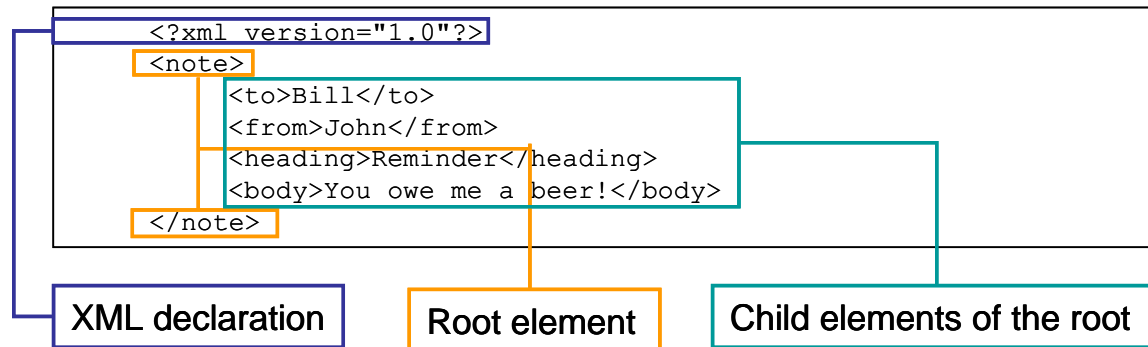 <?xml version="1.0"?>
<note>
<to>Bill</to>
<from>John</from>
<heading>Reminder</heading>
<body>You owe me a beer!</body>
</note>
XML declaration
Root element
Child elements of the root